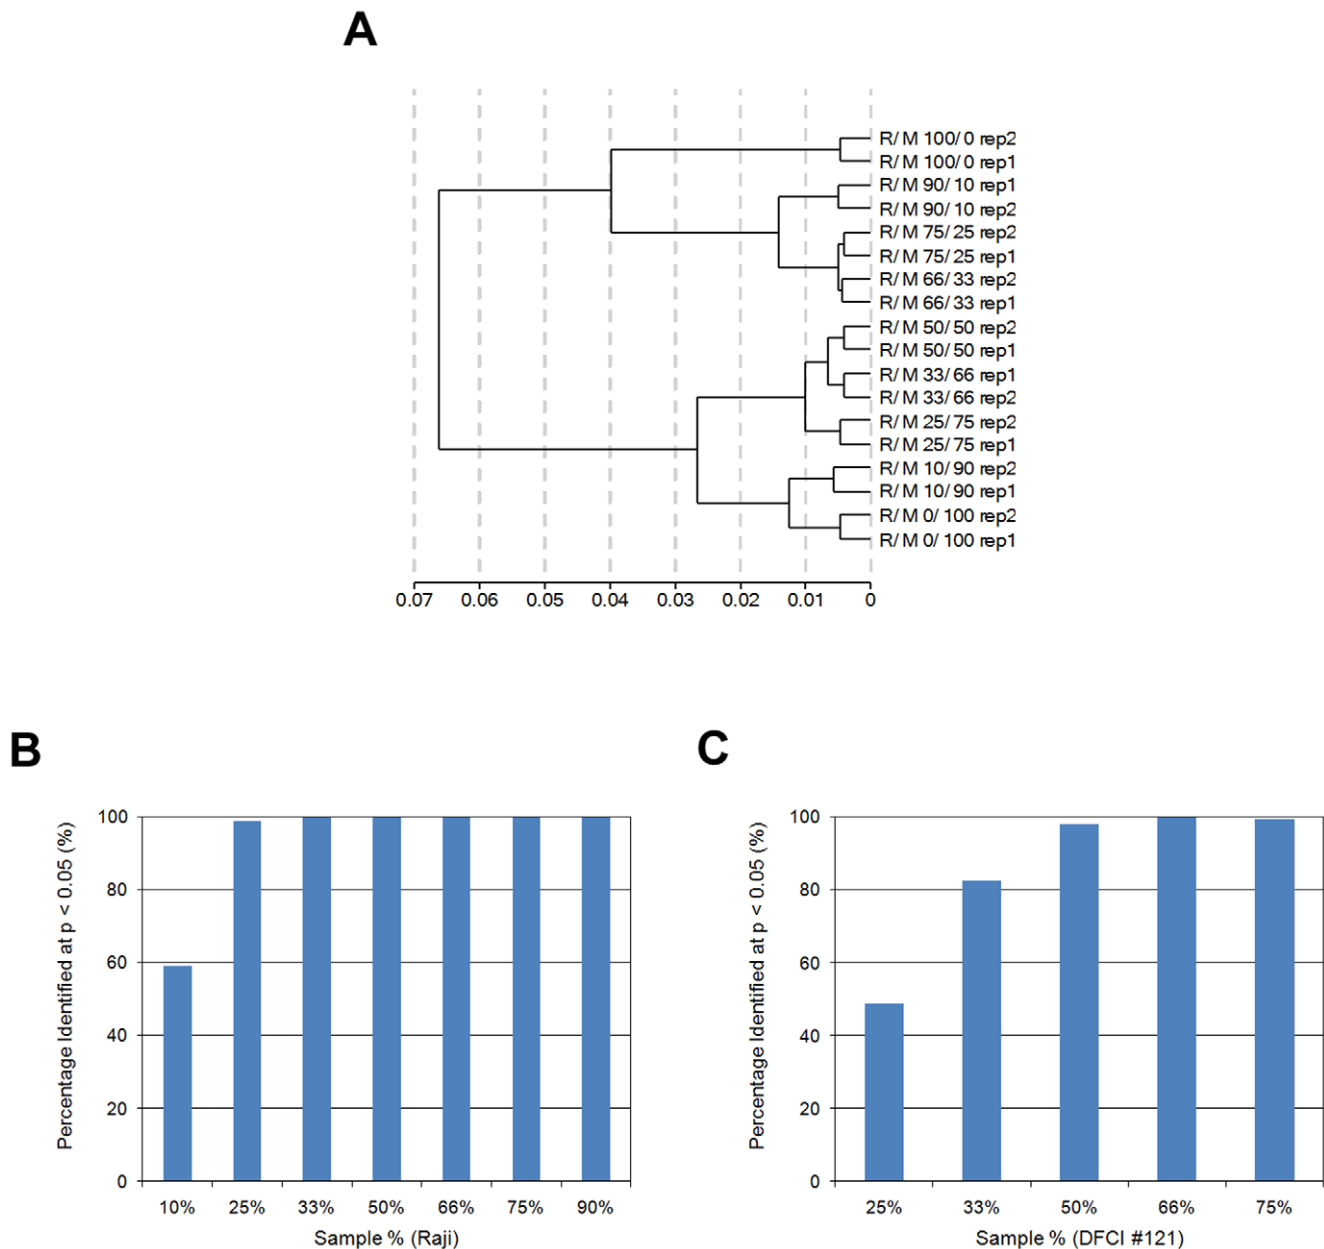 A
R/ M 100/ 0 rep2
R/ M 100/ 0 rep1
R/ M 90/ 10 rep1
R/ M 90/ 10 rep2
R/ M 75/ 25 rep2
R/ M 75/ 25 rep1
R/ M 66/ 33 rep2
R/ M 66/ 33 rep1
R/ M 50/ 50 rep2
R/ M 50/ 50 rep1
R/ M 33/ 66 rep1
R/ M 33/ 66 rep2
R/ M 25/ 75 rep2
R/ M 25/ 75 rep1
R/ M 10/ 90 rep2
R/ M 10/ 90 rep1
R/ M 0/ 100 rep2
R/ M 0/ 100 rep1
0.07 0.06 0.05 0.04 0.03 0.02 0.01 0
B
Percentage Identified at p < 0.05 (%)
100
80
60
40
20
0
10% 25% 33% 50% 66% 75% 90%
Sample % (Raji)
C
Percentage Identified at p < 0.05 (%)
100
80
60
40
20
0
25% 33% 50% 66% 75%
Sample % (DFCI #121)